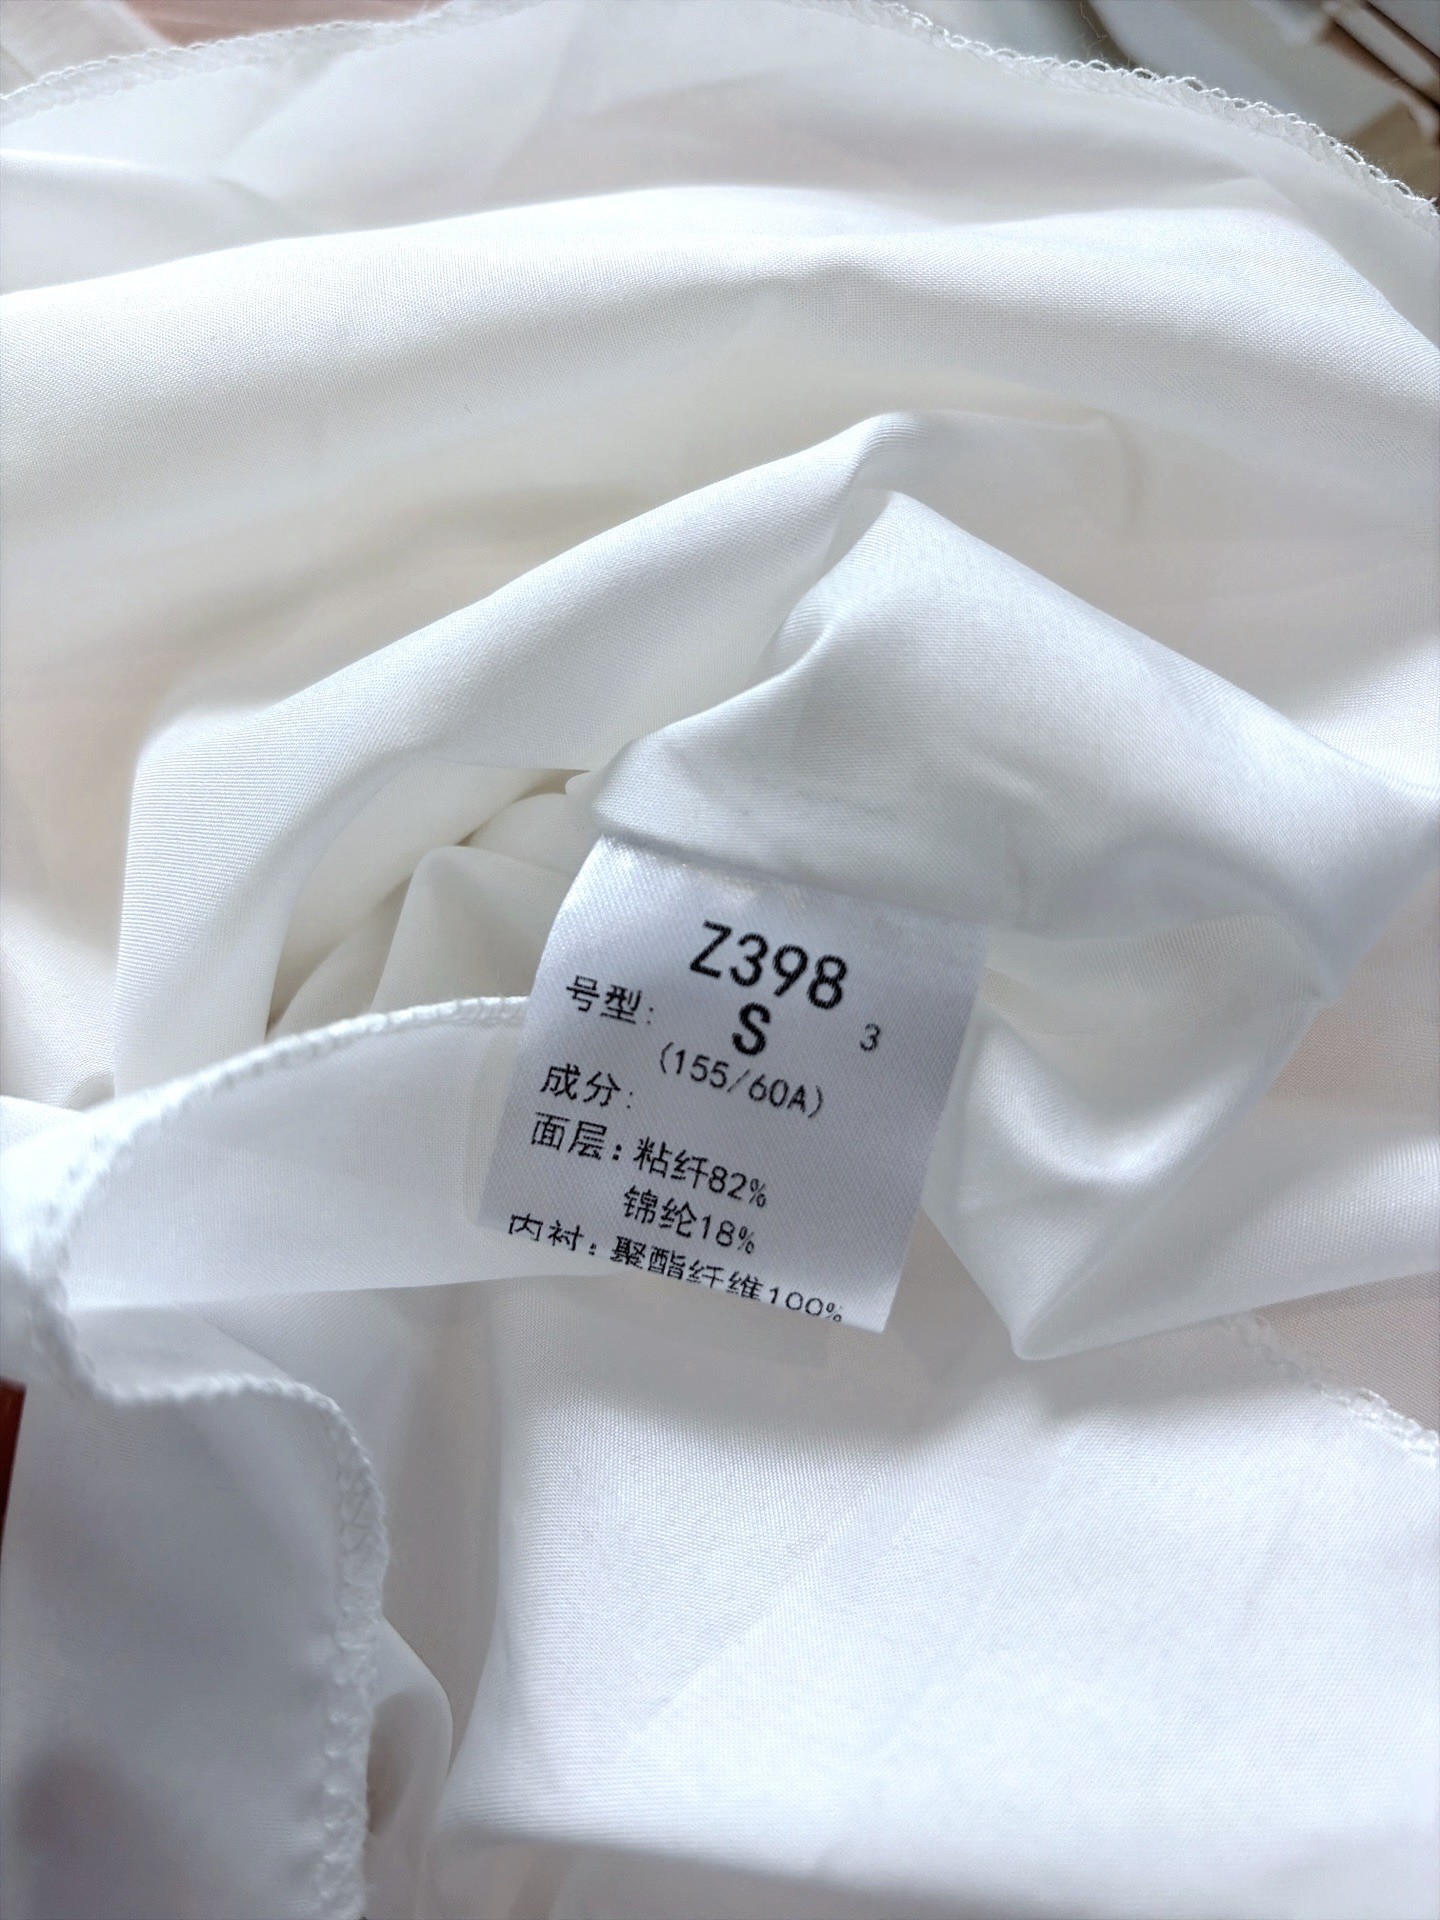 Z398
号型: S 3
(155/60A)
成分:
面层:粘纤82%
锦纶18%
内衬:聚酯纤维100%